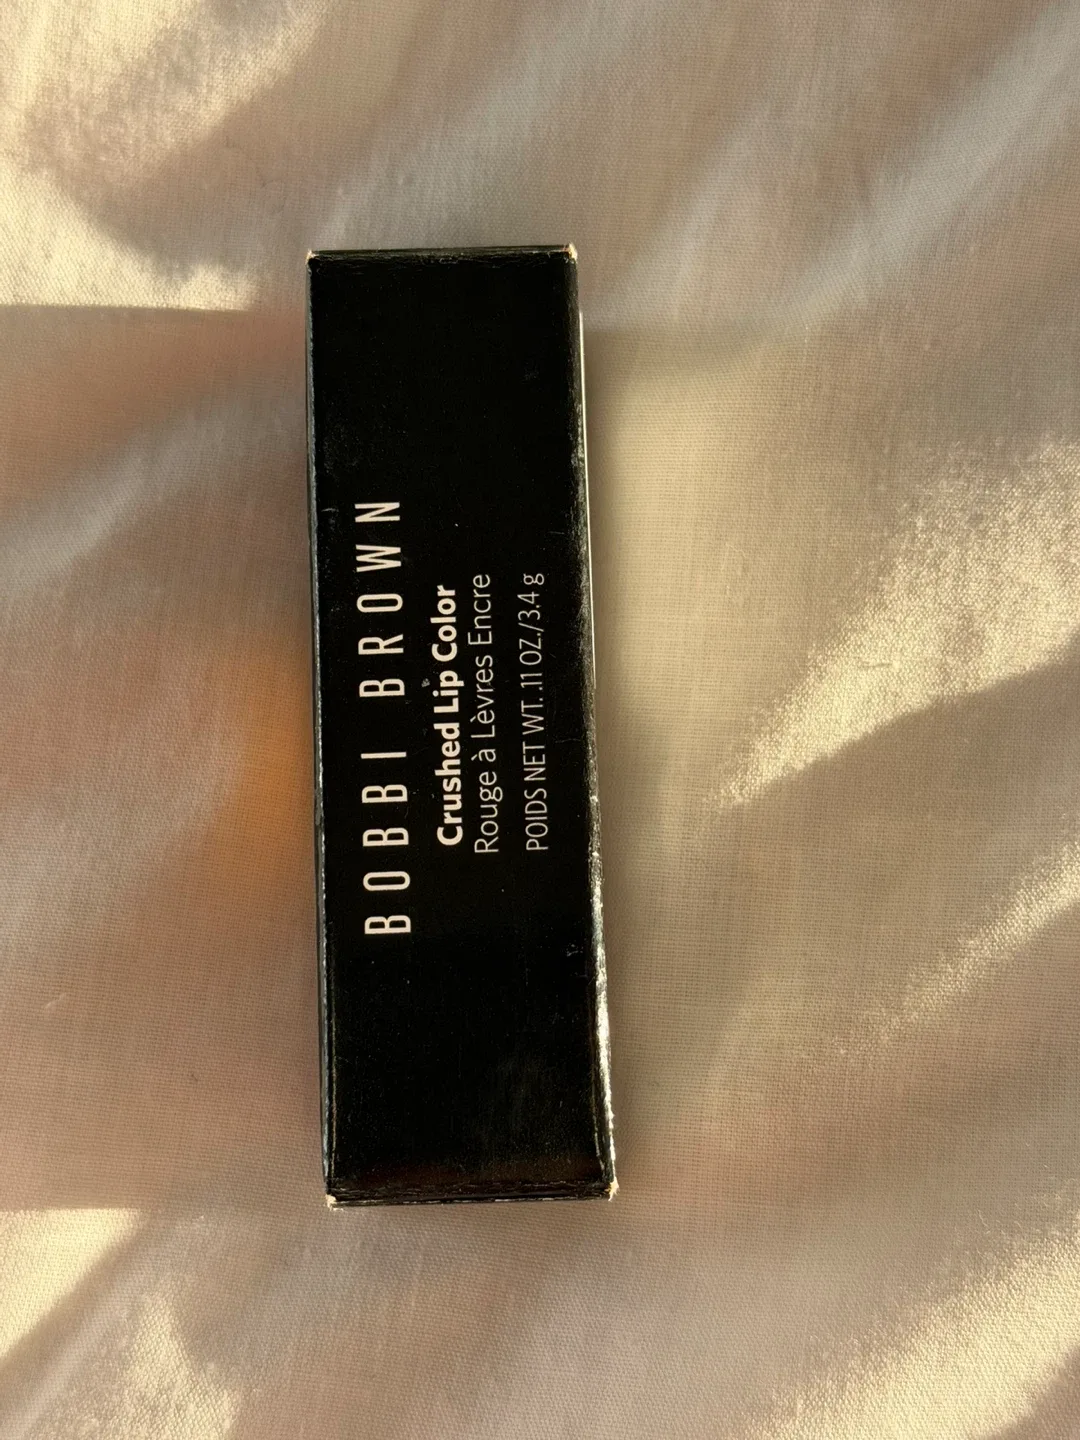 BOBBI BROWN
Crushed Lip Color
Rouge à Lèvres Encre
POIDS NET WT. .11 OZ./3.4 g